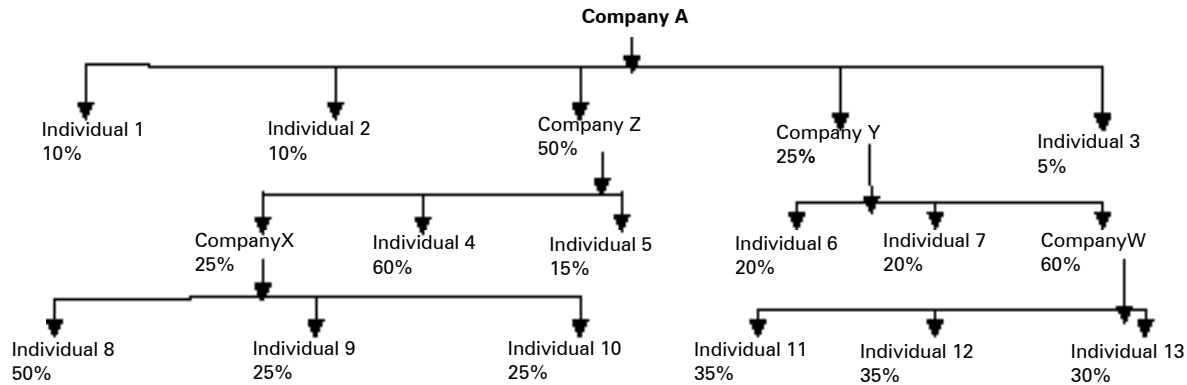 Company A
Individual 1
10%
Individual 2
10%
Company Z
50%
Company Y
25%
Individual 3
5%
CompanyX
25%
Individual 4
60%
Individual 5
15%
Individual 6
20%
Individual 7
20%
CompanyW
60%
Individual 8
50%
Individual 9
25%
Individual 10
25%
Individual 11
35%
Individual 12
35%
Individual 13
30%